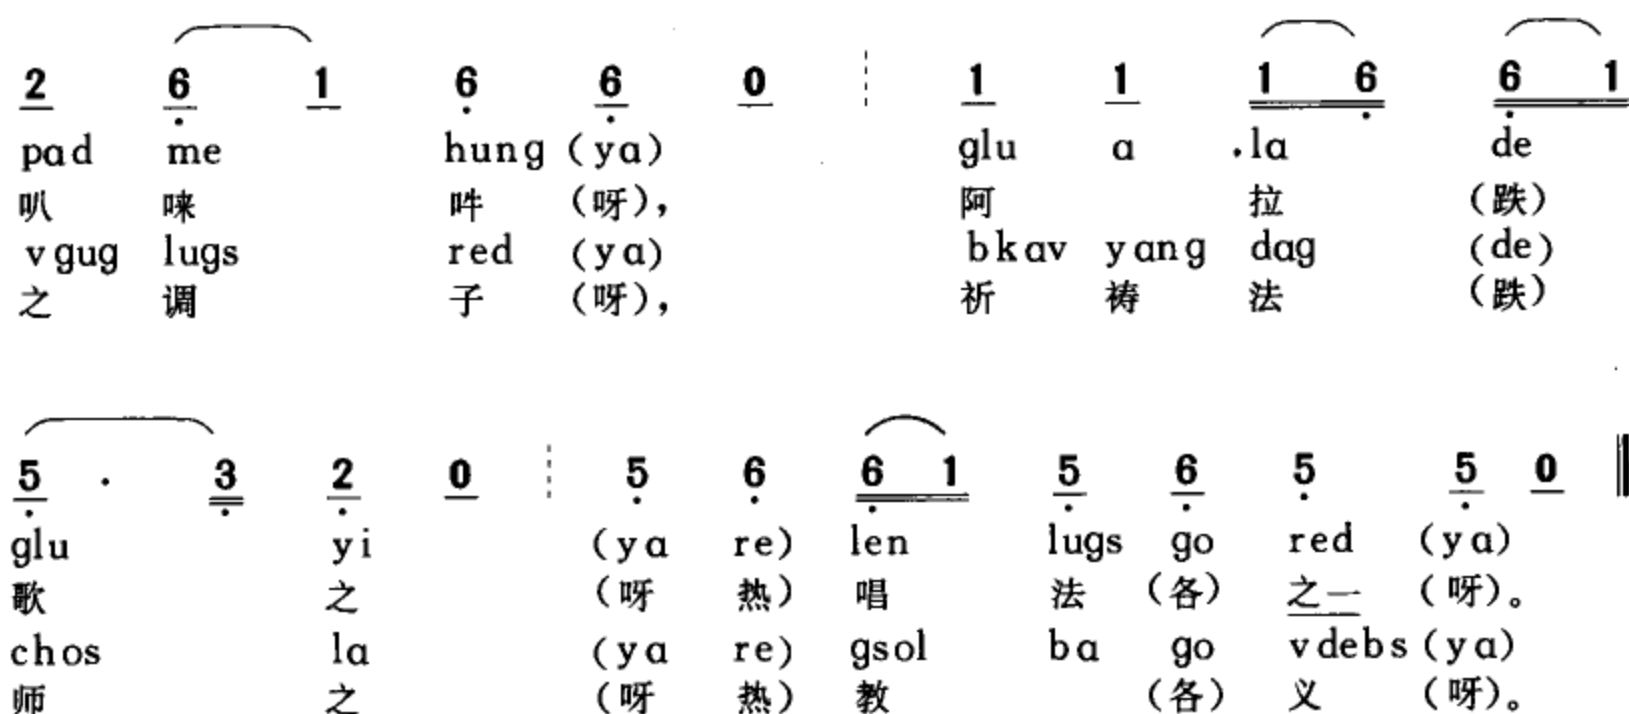 2 6 1 6 6 0 1 1 1 6 6 1
pad me hung (ya) glu a la de
叭 唻 吽 (呀), 阿 拉 (跌)
vgug lugs red (ya) bkav yang dag (de)
之 调 子 (呀), 祈 祷 法 (跌)
5 · 3 2 0 5 6 6 1 5 6 5 5 0
glu yi (ya re) len lugs go red (ya)
歌 之 (呀 热) 唱 法 (各) 之一 (呀)。
chos la (ya re) gsol ba go vdebs (ya)
师 之 (呀 热) 教 (各) 义 (呀)。